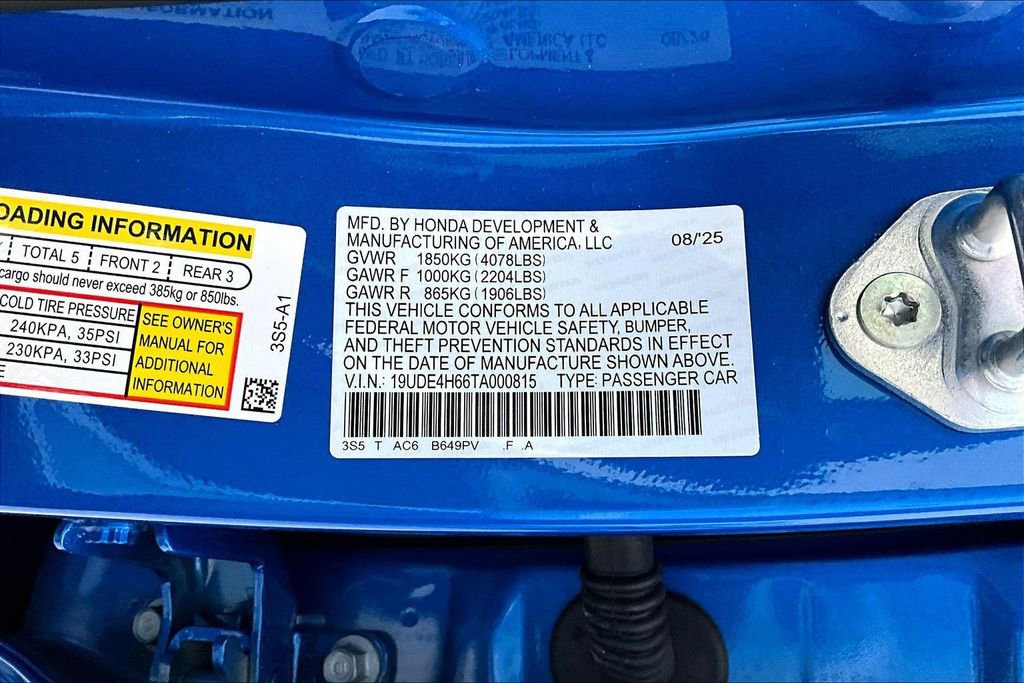 OADING INFORMATION
TOTAL 5 FRONT 2 REAR 3
cargo should never exceed 385kg or 850lbs.
COLD TIRE PRESSURE
240KPA, 35PSI
230KPA, 33PSI
SEE OWNER'S
MANUAL FOR
ADDITIONAL
INFORMATION
3S5-A1
MFD. BY HONDA DEVELOPMENT &
MANUFACTURING OF AMERICA, LLC 08/'25
GVWR 1850KG (4078LBS)
GAWR F 1000KG (2204LBS)
GAWR R 865KG (1906LBS)
THIS VEHICLE CONFORMS TO ALL APPLICABLE
FEDERAL MOTOR VEHICLE SAFETY, BUMPER,
AND THEFT PREVENTION STANDARDS IN EFFECT
ON THE DATE OF MANUFACTURE SHOWN ABOVE.
V.I.N.: 19UDE4H66TA000815 TYPE: PASSENGER CAR
3S5 T AC6 B649PV .F .A